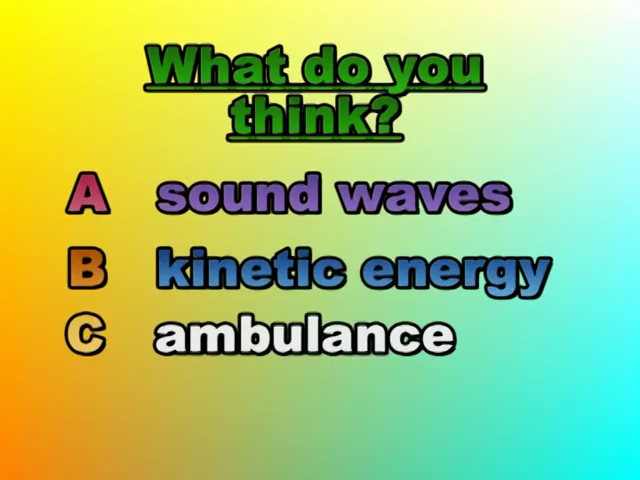 What do you
think?
A sound waves
B kinetic energy
C ambulance